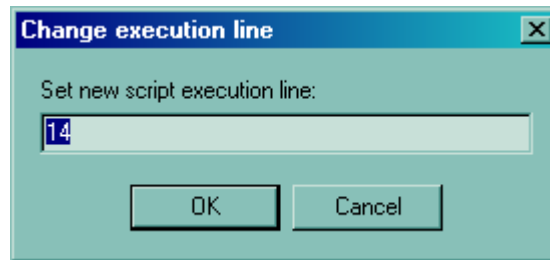 Change execution line
Set new script execution line:
14
OK
Cancel